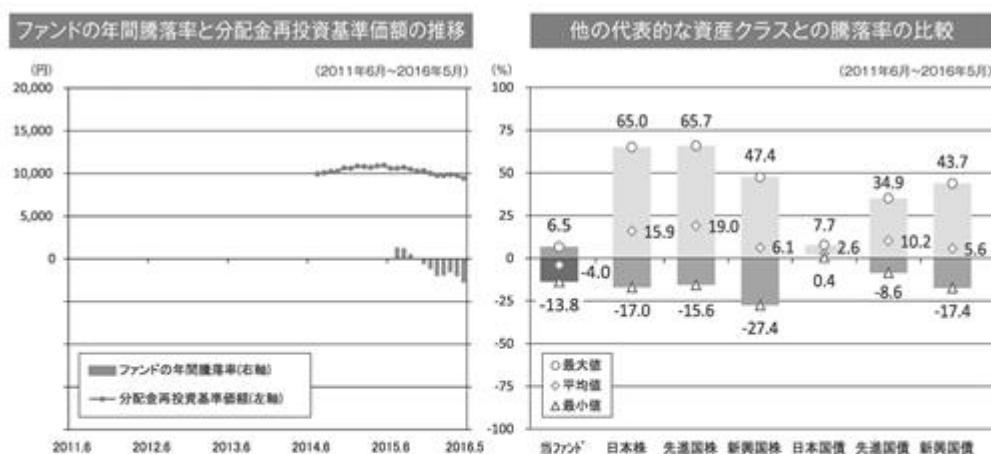 ファンドの年間騰落率と分配金再投資基準価額の推移
(円)
(2011年6月～2016年5月)
20,000
15,000
10,000
5,000
0
ファンドの年間騰落率(右軸)
分配金再投資基準価額(左軸)
2011.6 2012.6 2013.6 2014.6 2015.6 2016.5
他の代表的な資産クラスとの騰落率の比較
(%)
(2011年6月～2016年5月)
100
75
50
25
0
-25
-50
-75
-100
6.5 65.0 65.7 47.4 7.7 34.9 43.7
-4.0 15.9 19.0 6.1 2.6 10.2 5.6
-13.8 -17.0 -15.6 -27.4 0.4 -8.6 -17.4
最大値
平均値
最小値
当ファンド 日本株 先進国株 新興国株 日本国債 先進国債 新興国債